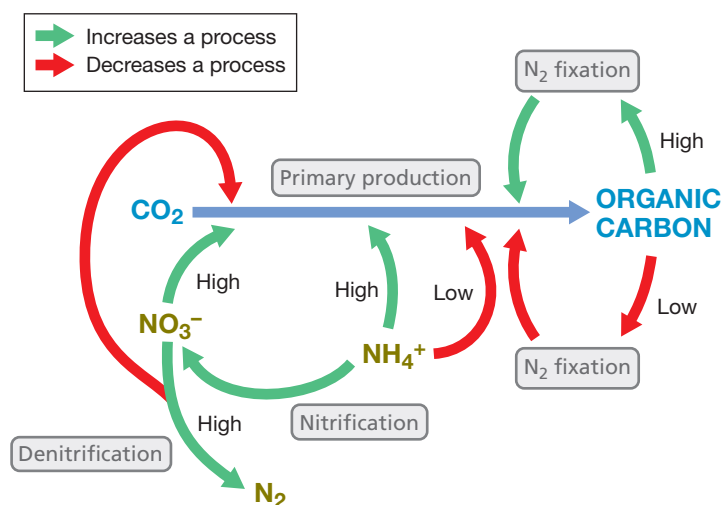 Increases a process
Decreases a process
N₂ fixation
High
Primary production
CO₂
ORGANIC
CARBON
High
High
Low
Low
NO₃⁻
NH₄⁺
N₂ fixation
High
Nitrification
Denitrification
N₂